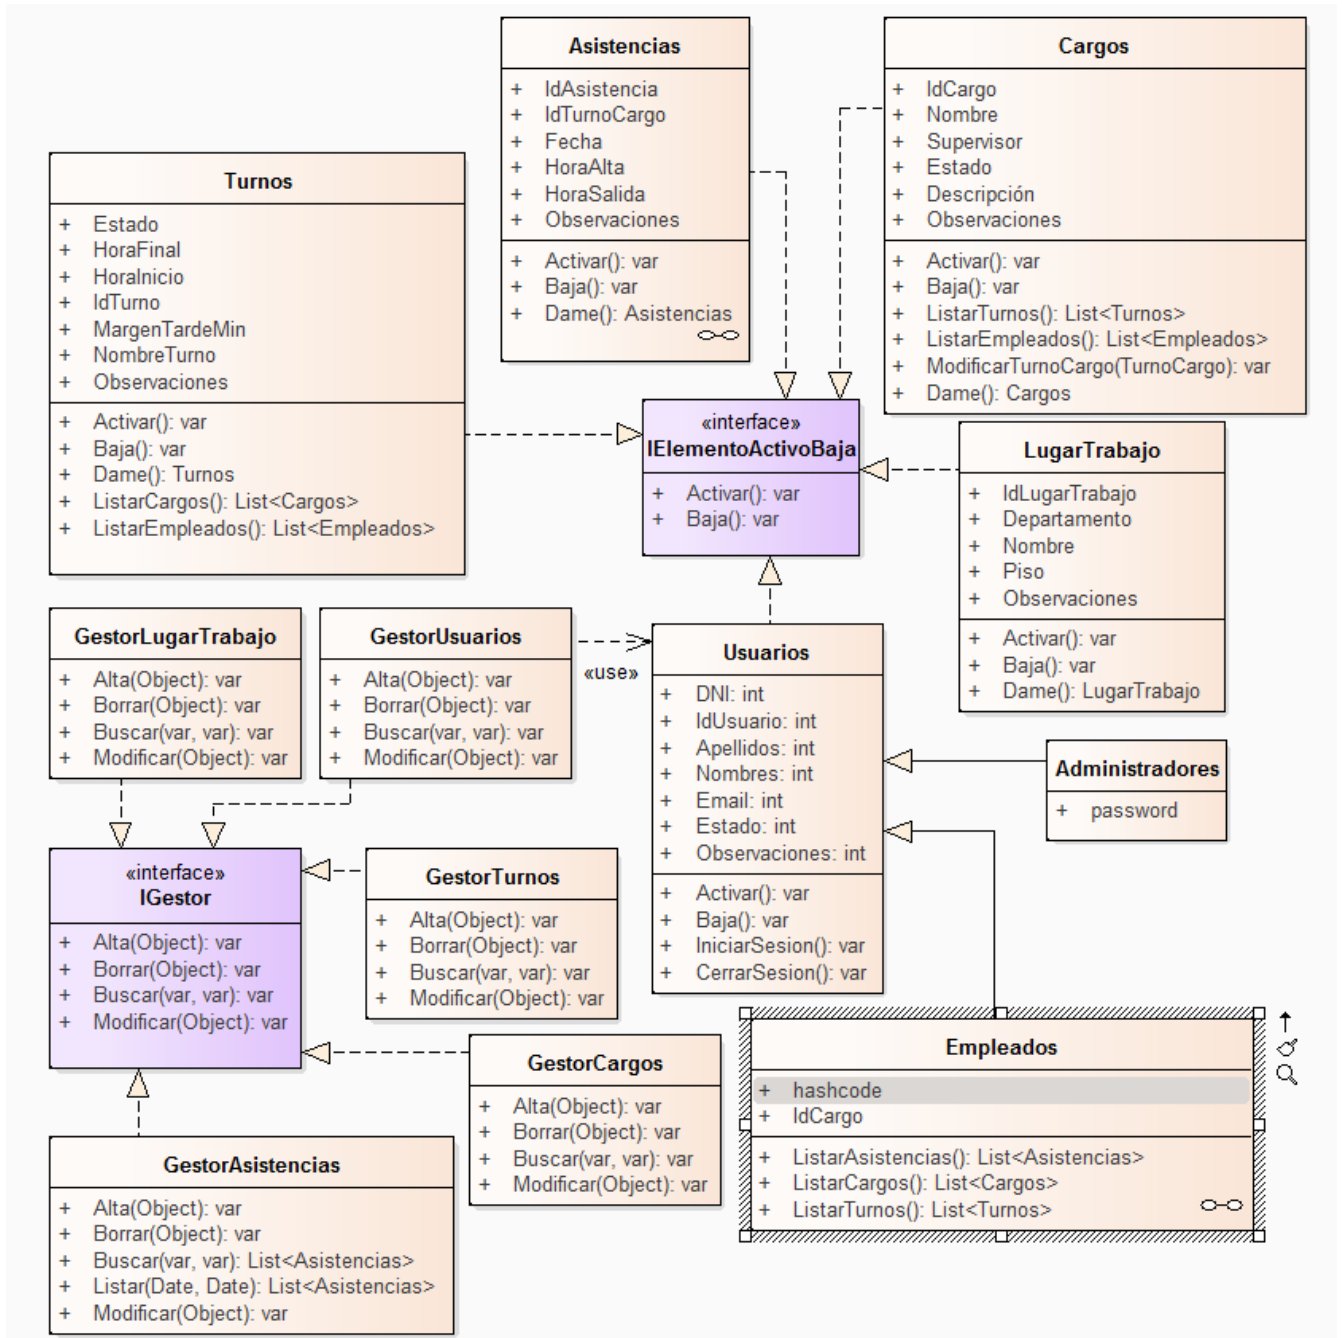 Asistencias
+ IdAsistencia
+ IdTurnoCargo
+ Fecha
+ HoraAlta
+ HoraSalida
+ Observaciones
+ Activar(): var
+ Baja(): var
+ Dame(): Asistencias
Cargos
+ IdCargo
+ Nombre
+ Supervisor
+ Estado
+ Descripción
+ Observaciones
+ Activar(): var
+ Baja(): var
+ ListarTurnos(): List<Turnos>
+ ListarEmpleados(): List<Empleados>
+ ModificarTurnoCargo(TurnoCargo): var
+ Dame(): Cargos
Turnos
+ Estado
+ HoraFinal
+ HoraInicio
+ IdTurno
+ MargenTardeMin
+ NombreTurno
+ Observaciones
+ Activar(): var
+ Baja(): var
+ Dame(): Turnos
+ ListarCargos(): List<Cargos>
+ ListarEmpleados(): List<Empleados>
«interface»
IElementoActivoBaja
+ Activar(): var
+ Baja(): var
LugarTrabajo
+ IdLugarTrabajo
+ Departamento
+ Nombre
+ Piso
+ Observaciones
+ Activar(): var
+ Baja(): var
+ Dame(): LugarTrabajo
GestorLugarTrabajo
+ Alta(Object): var
+ Borrar(Object): var
+ Buscar(var, var): var
+ Modificar(Object): var
GestorUsuarios
+ Alta(Object): var
+ Borrar(Object): var
+ Buscar(var, var): var
+ Modificar(Object): var
«use»
Usuarios
+ DNI: int
+ IdUsuario: int
+ Apellidos: int
+ Nombres: int
+ Email: int
+ Estado: int
+ Observaciones: int
+ Activar(): var
+ Baja(): var
+ IniciarSesion(): var
+ CerrarSesion(): var
Administradores
+ password
«interface»
IGestor
+ Alta(Object): var
+ Borrar(Object): var
+ Buscar(var, var): var
+ Modificar(Object): var
GestorTurnos
+ Alta(Object): var
+ Borrar(Object): var
+ Buscar(var, var): var
+ Modificar(Object): var
GestorCargos
+ Alta(Object): var
+ Borrar(Object): var
+ Buscar(var, var): var
+ Modificar(Object): var
Empleados
+ hashcode
+ IdCargo
+ ListarAsistencias(): List<Asistencias>
+ ListarCargos(): List<Cargos>
+ ListarTurnos(): List<Turnos>
GestorAsistencias
+ Alta(Object): var
+ Borrar(Object): var
+ Buscar(var, var): List<Asistencias>
+ Listar(Date, Date): List<Asistencias>
+ Modificar(Object): var